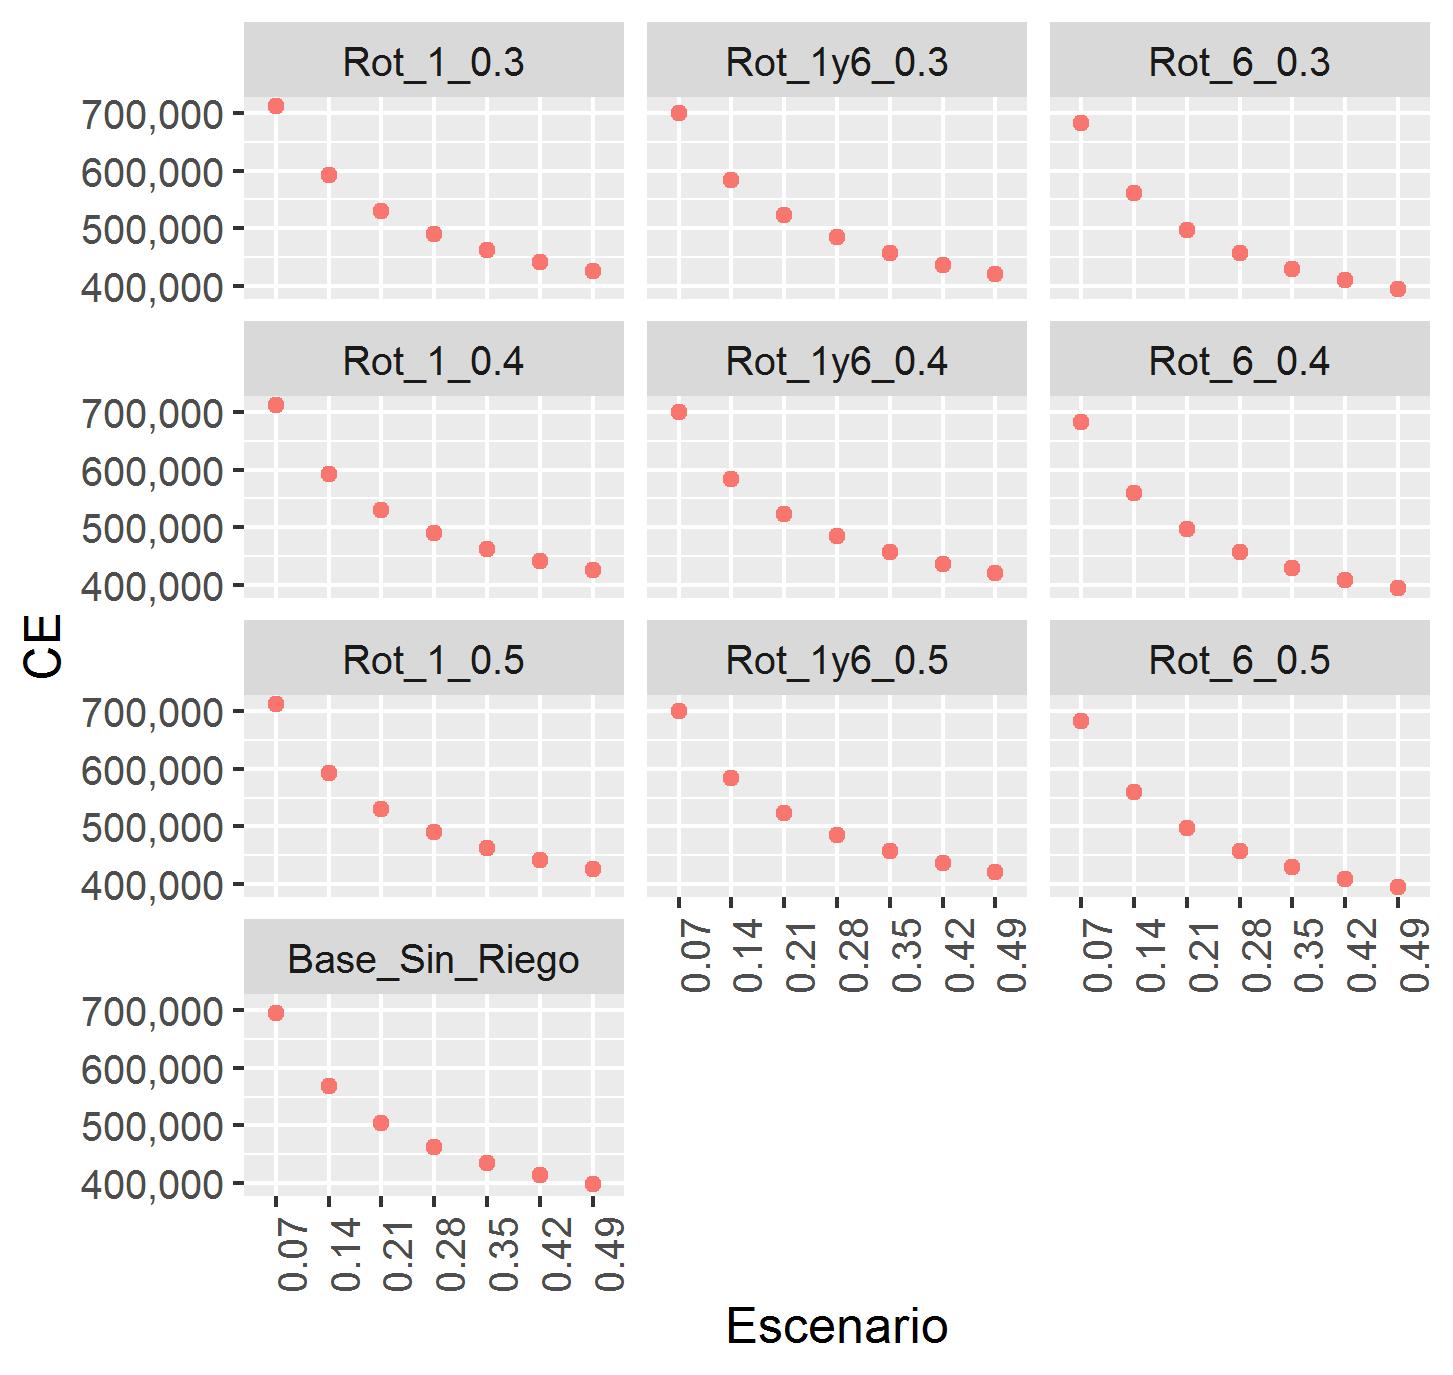 Rot_1_0.3 Rot_1y6_0.3 Rot_6_0.3
700,000
600,000
500,000
400,000
Rot_1_0.4 Rot_1y6_0.4 Rot_6_0.4
700,000
600,000
500,000
400,000
CE
Rot_1_0.5 Rot_1y6_0.5 Rot_6_0.5
700,000
600,000
500,000
400,000
0.07 0.14 0.21 0.28 0.35 0.42 0.49 0.07 0.14 0.21 0.28 0.35 0.42 0.49
Base_Sin_Riego
700,000
600,000
500,000
400,000
0.07 0.14 0.21 0.28 0.35 0.42 0.49
Escenario